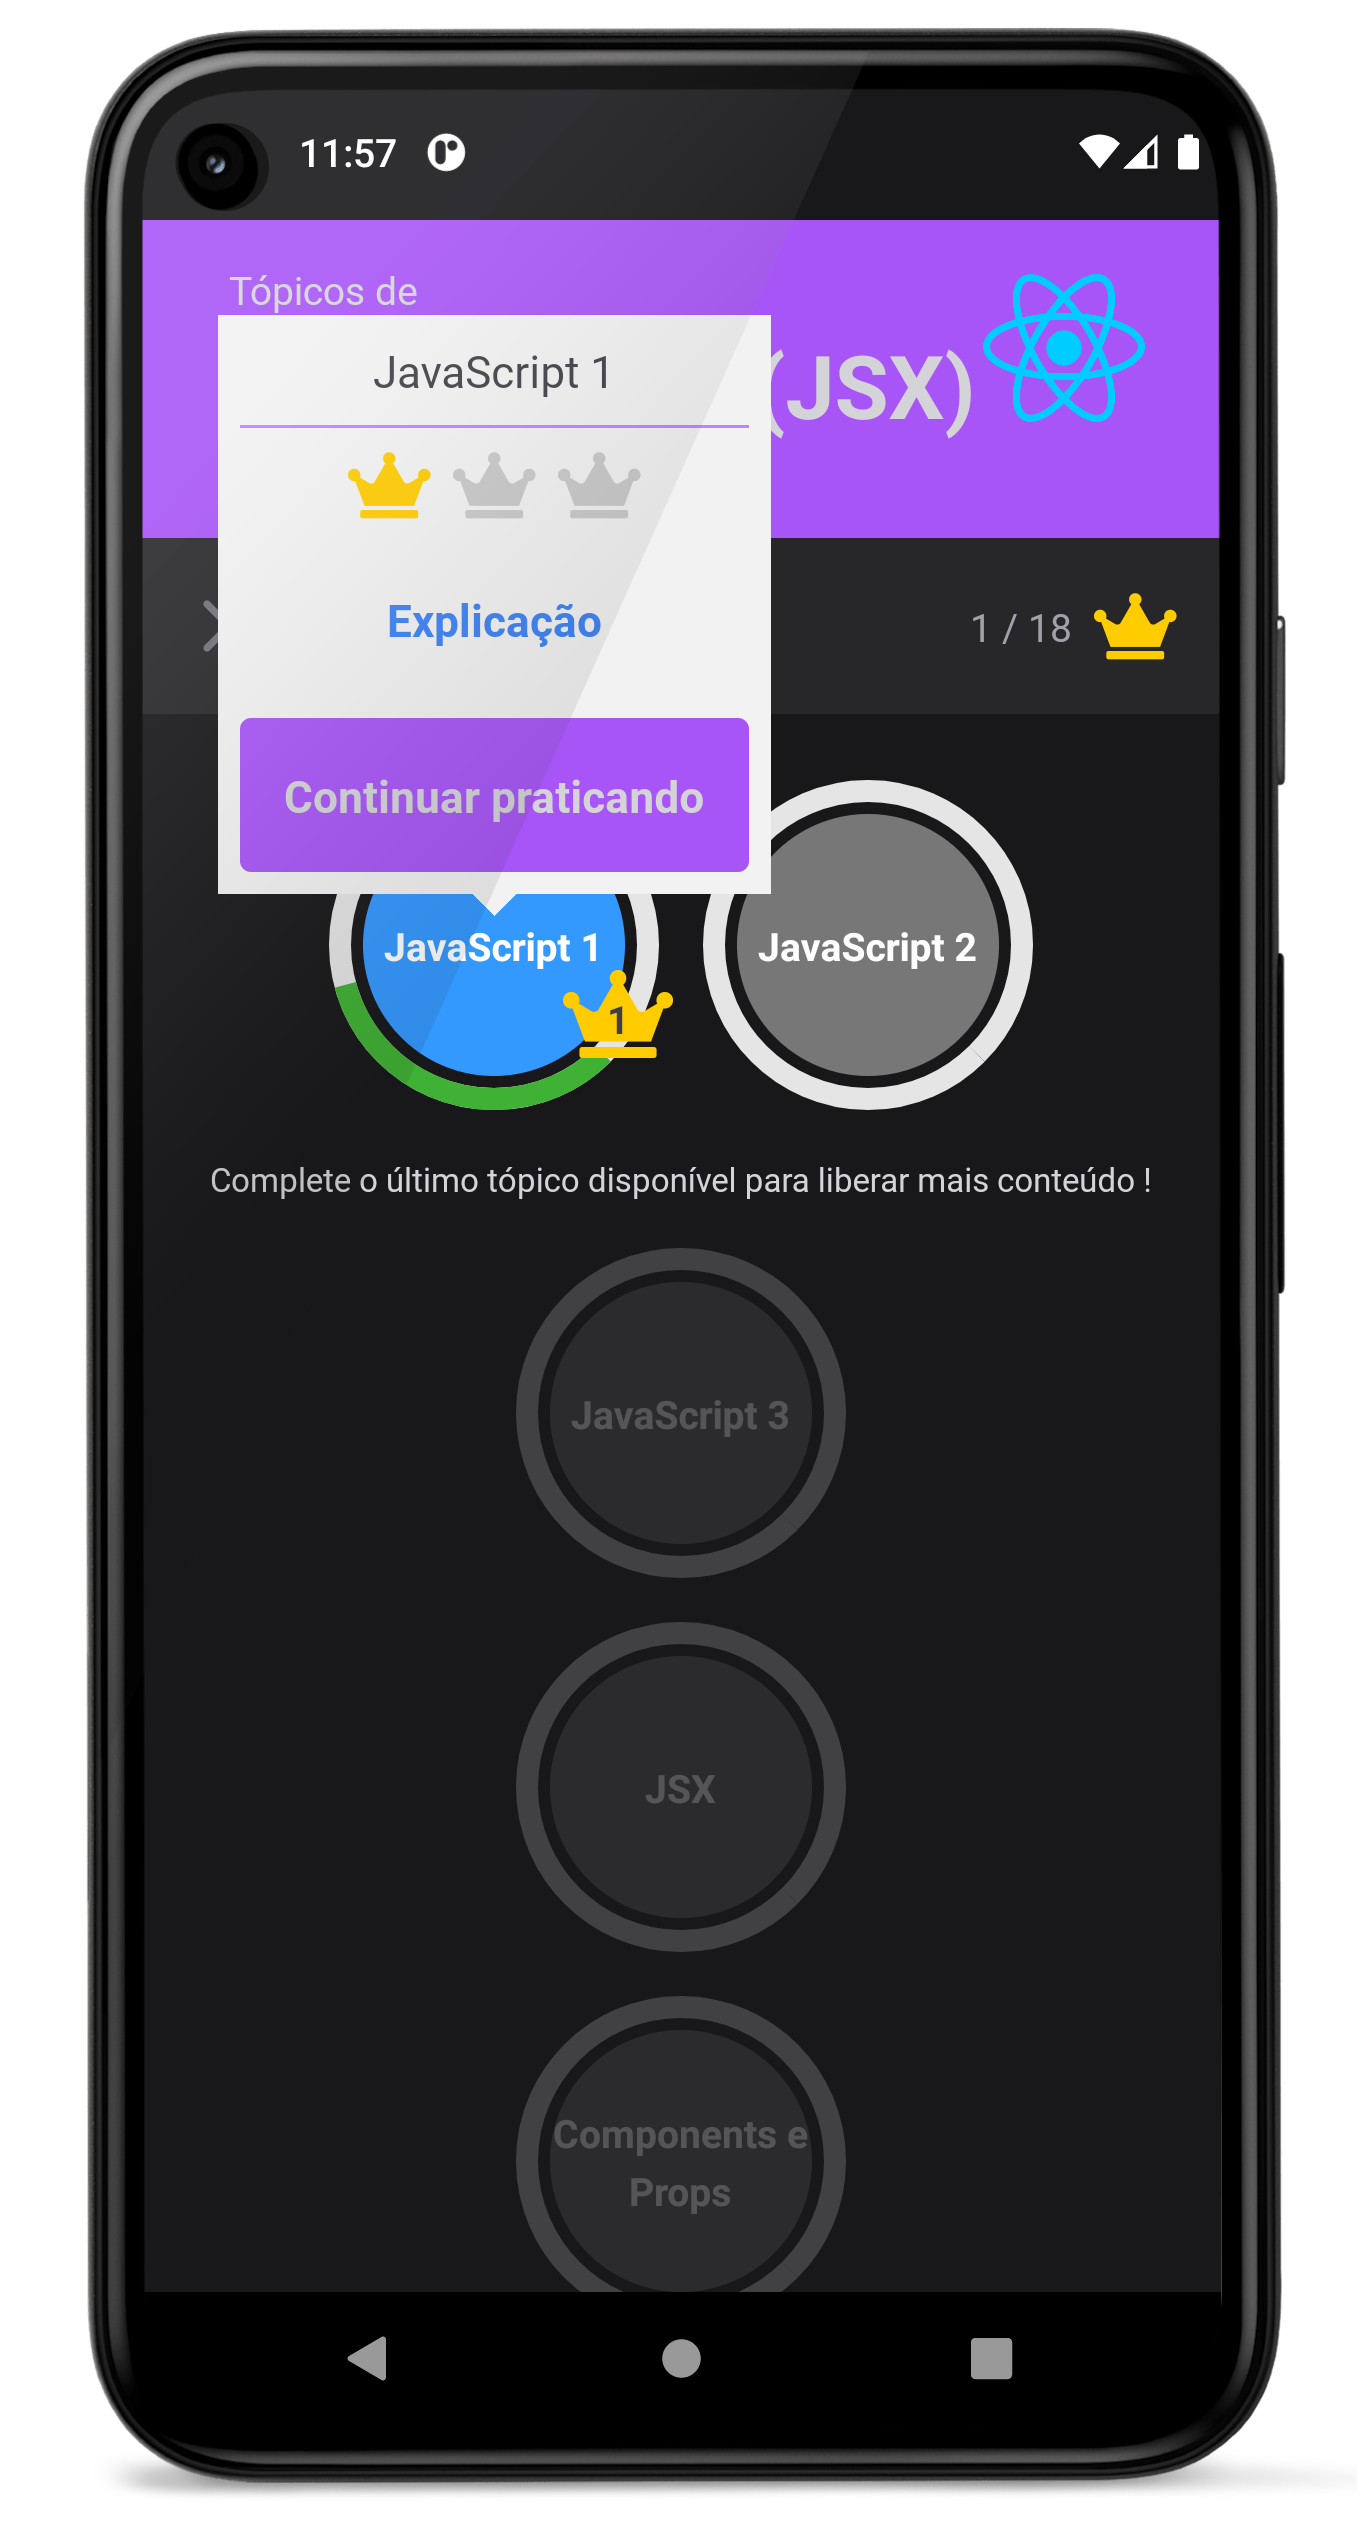 11:57
Tópicos de
(JSX)
JavaScript 1
Explicação
1 / 18
Continuar praticando
JavaScript 1
1
JavaScript 2
Complete o último tópico disponível para liberar mais conteúdo !
JavaScript 3
JSX
Components e
Props